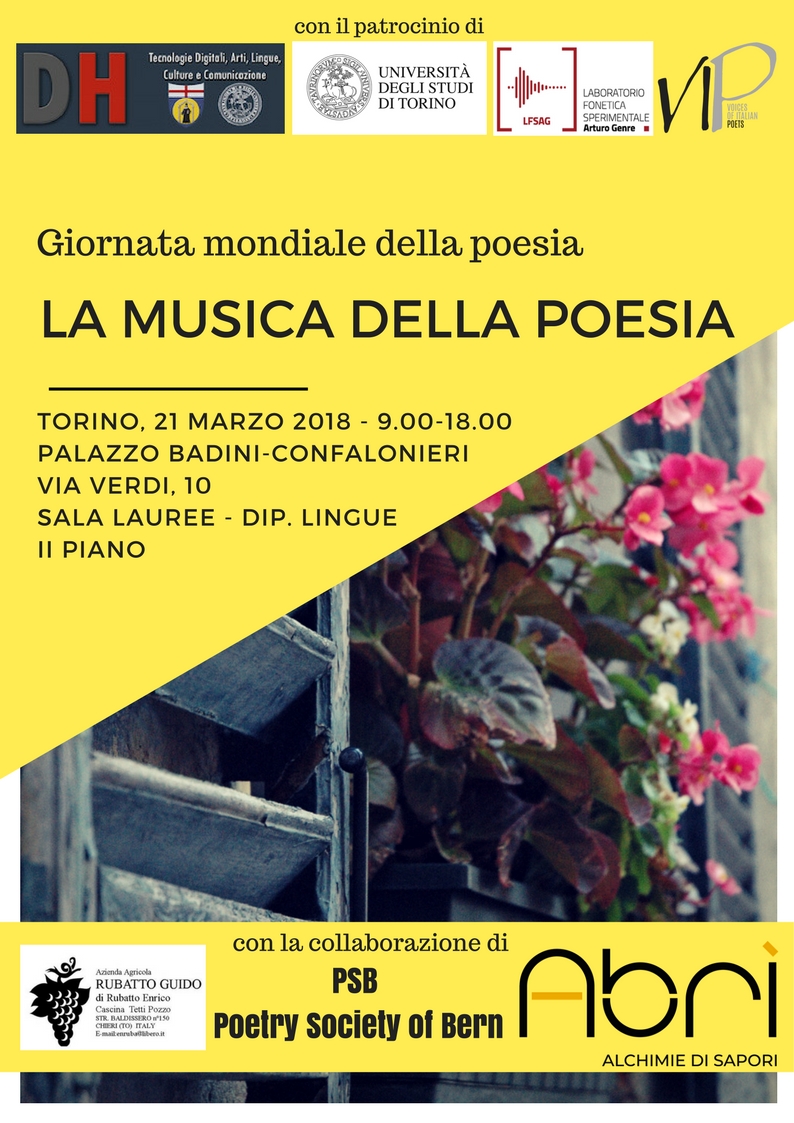 con il patrocinio di
DH
Tecnologie Digitali, Arti, Lingue,
Culture e Comunicazione
UNIVERSITÀ
DEGLI STUDI
DI TORINO
LFSAG
LABORATORIO
FONETICA
SPERIMENTALE
Arturo Genre
VIP
VOICES
OF ITALIAN
POETS
Giornata mondiale della poesia
LA MUSICA DELLA POESIA
TORINO, 21 MARZO 2018 - 9.00-18.00
PALAZZO BADINI-CONFALONIERI
VIA VERDI, 10
SALA LAUREE - DIP. LINGUE
II PIANO
con la collaborazione di
Azienda Agricola
RUBATTO GUIDO
di Rubatto Enrico
Cascina Tetti Pozzo
STR. BALDISSERO n°150
CHIERI (TO) ITALY
E-mail:enruba@libero.it
PSB
Poetry Society of Bern
Abrì
ALCHIMIE DI SAPORI